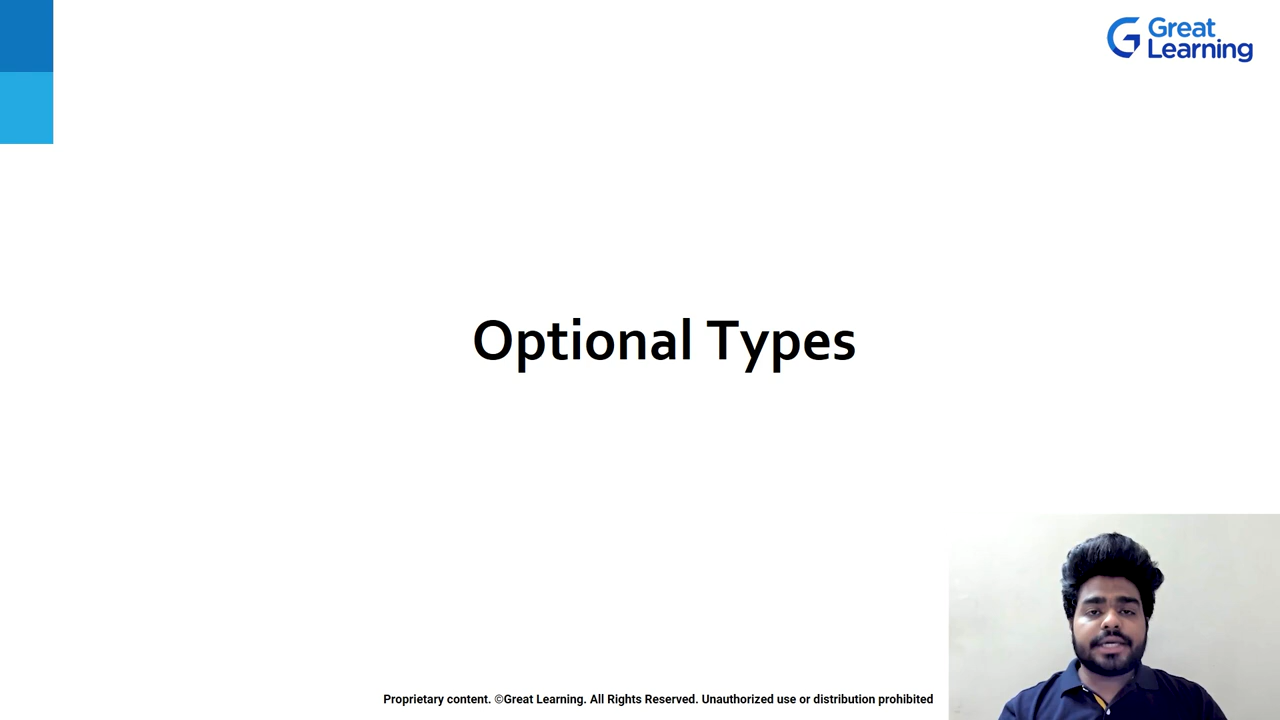 Great
Learning
Optional Types
Proprietary content. ©Great Learning. All Rights Reserved. Unauthorized use or distribution prohibited